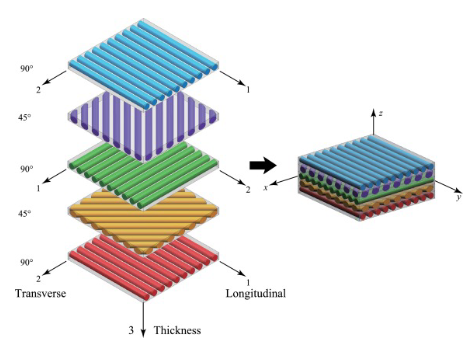 90°
2
1
45°
90°
1
2
45°
90°
2
1
Transverse
Longitudinal
3
Thickness
z
x
y